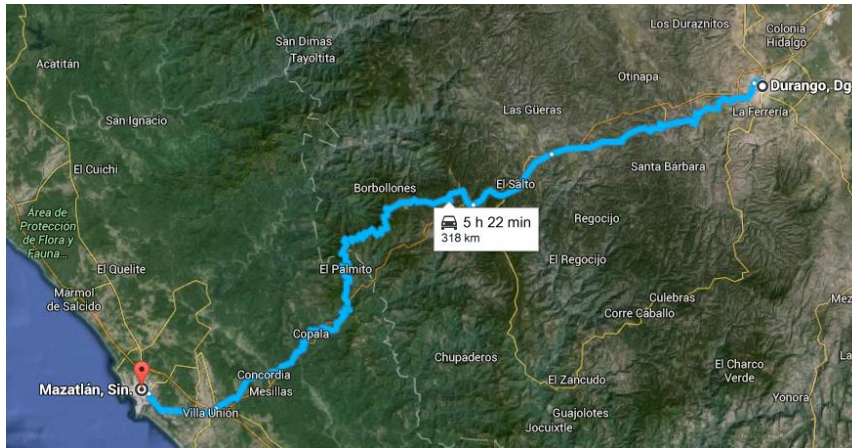 Los Duraznitos
Colonia
Hidalgo
San Dimas
Tayoltita
Acatitán
Otinapa
Durango, Dg
Las Güeras
La Ferrería
San Ignacio
Santa Bárbara
El Cuichi
El Salto
Borbollones
Área de
Protección
de Flora y
Fauna...
5 h 22 min
318 km
Regocijo
El Regocijo
El Quelite
El Palmito
Mármol
de Salcido
Culebras
Corre Caballo
Mez
Copala
Chupaderos
La
El Charco
Verde
Concordia
Mesillas
El Zancudo
Mazatlán, Sin.
Yonora
Villa Unión
Guajolotes
Jocuixtle